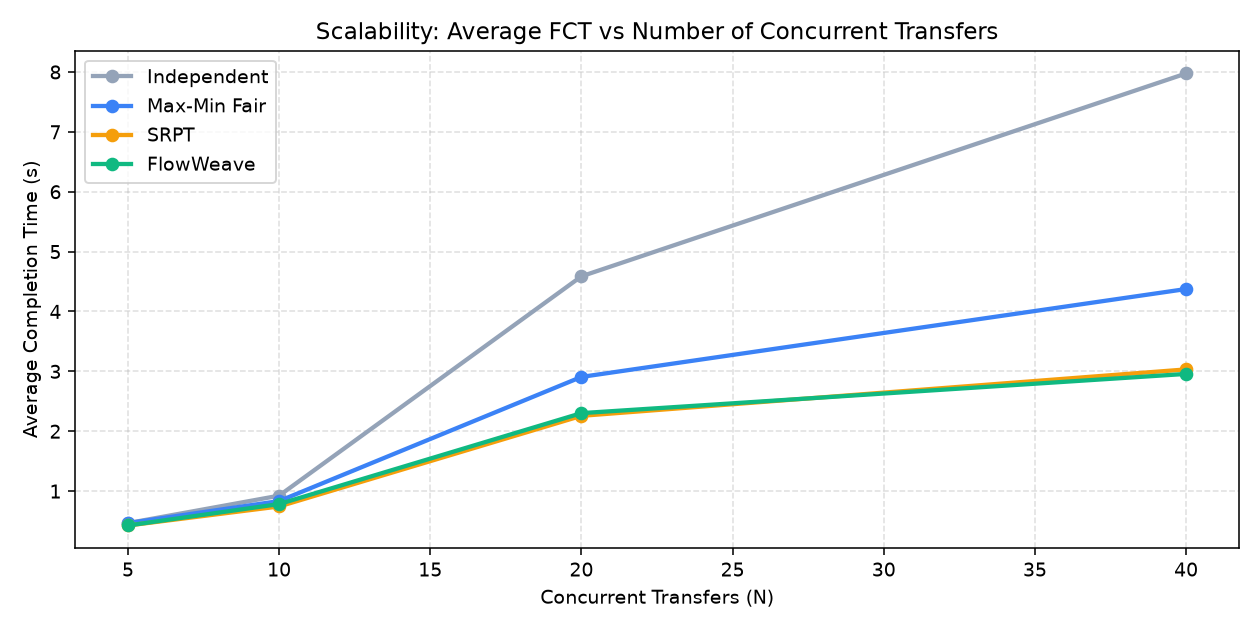 Scalability: Average FCT vs Number of Concurrent Transfers
Independent
Max-Min Fair
SRPT
FlowWeave
Average Completion Time (s)
8
7
6
5
4
3
2
1
5 10 15 20 25 30 35 40
Concurrent Transfers (N)